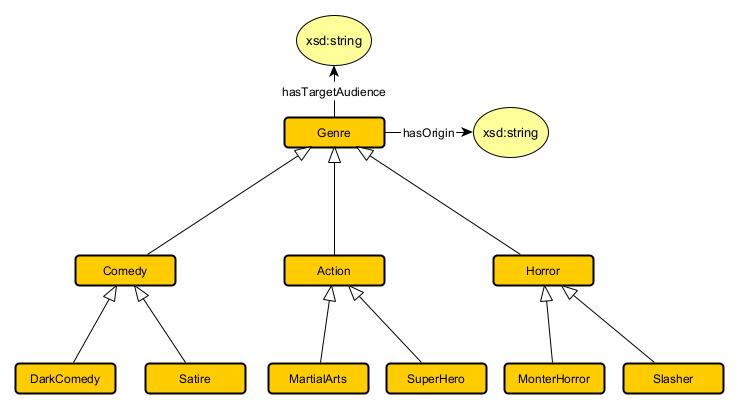 xsd:string
hasTargetAudience
Genre
hasOrigin
xsd:string
Comedy
Action
Horror
DarkComedy
Satire
MartialArts
SuperHero
MonterHorror
Slasher